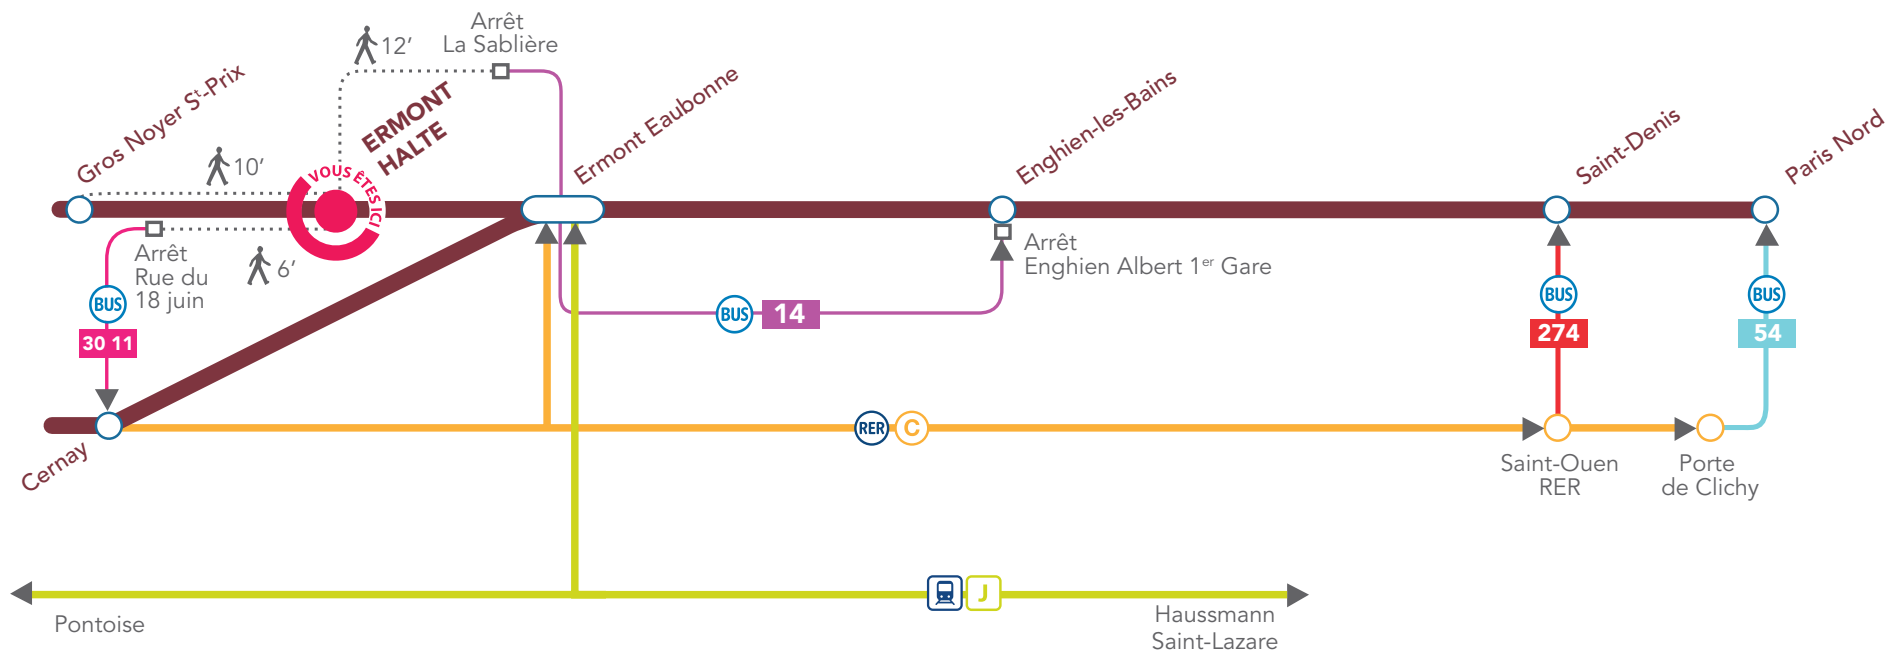 Arrêt
La Sablière
12’
Gros Noyer St-Prix
ERMONT
HALTE
Ermont Eaubonne
Enghien-les-Bains
Saint-Denis
Paris Nord
10’
VOUS ÊTES ICI
Arrêt
Rue du
18 juin
6’
Arrêt
Enghien Albert 1er Gare
BUS
30 11
BUS 14
BUS
274
BUS
54
Cernay
RER C
Saint-Ouen
RER
Porte
de Clichy
J
Pontoise
Haussmann
Saint-Lazare